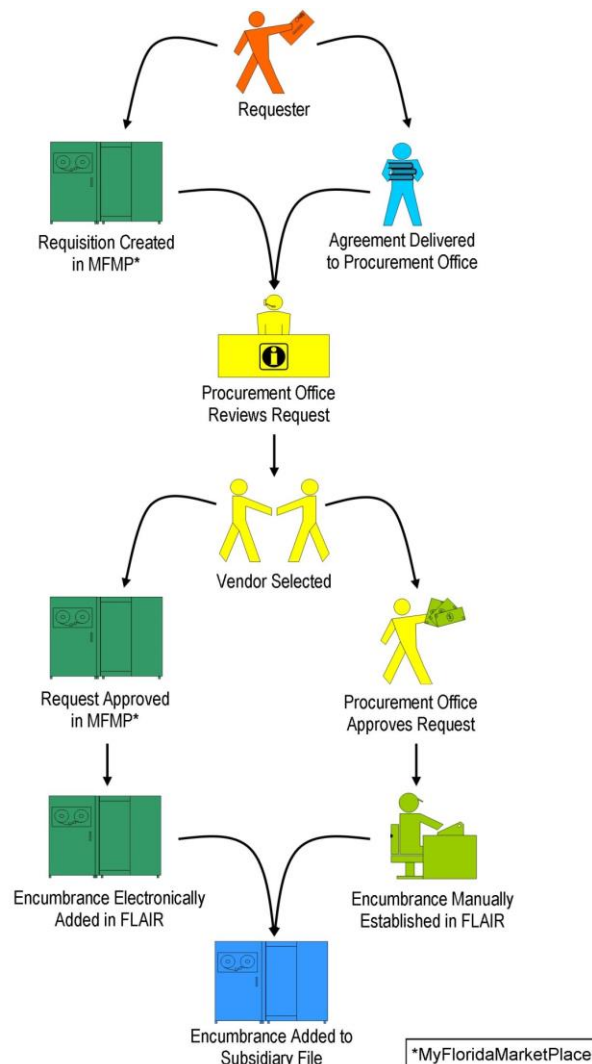 Requester
Requisition Created
in MFMP*
Agreement Delivered
to Procurement Office
Procurement Office
Reviews Request
Vendor Selected
Request Approved
in MFMP*
Procurement Office
Approves Request
Encumbrance Electronically
Added in FLAIR
Encumbrance Manually
Established in FLAIR
Encumbrance Added to
Subsidiary File
*MyFloridaMarketPlace